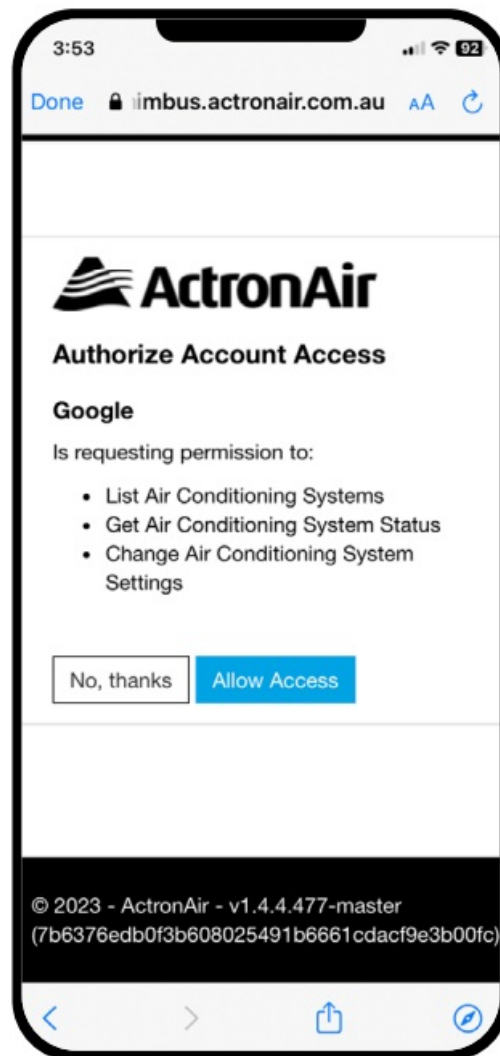 3:53
92
Done imbus.actronair.com.au AA
ActronAir
Authorize Account Access
Google
Is requesting permission to:
• List Air Conditioning Systems
• Get Air Conditioning System Status
• Change Air Conditioning System
Settings
No, thanks Allow Access
© 2023 - ActronAir - v1.4.4.477-master
(7b6376edb0f3b608025491b6661cdacf9e3b00fc)